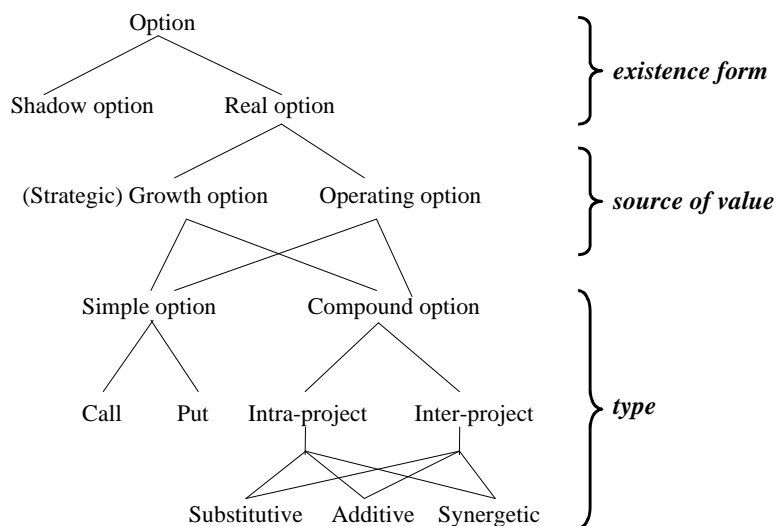 Option
existence form
Shadow option Real option
(Strategic) Growth option Operating option
source of value
Simple option Compound option
Call Put Intra-project Inter-project
type
Substitutive Additive Synergetic